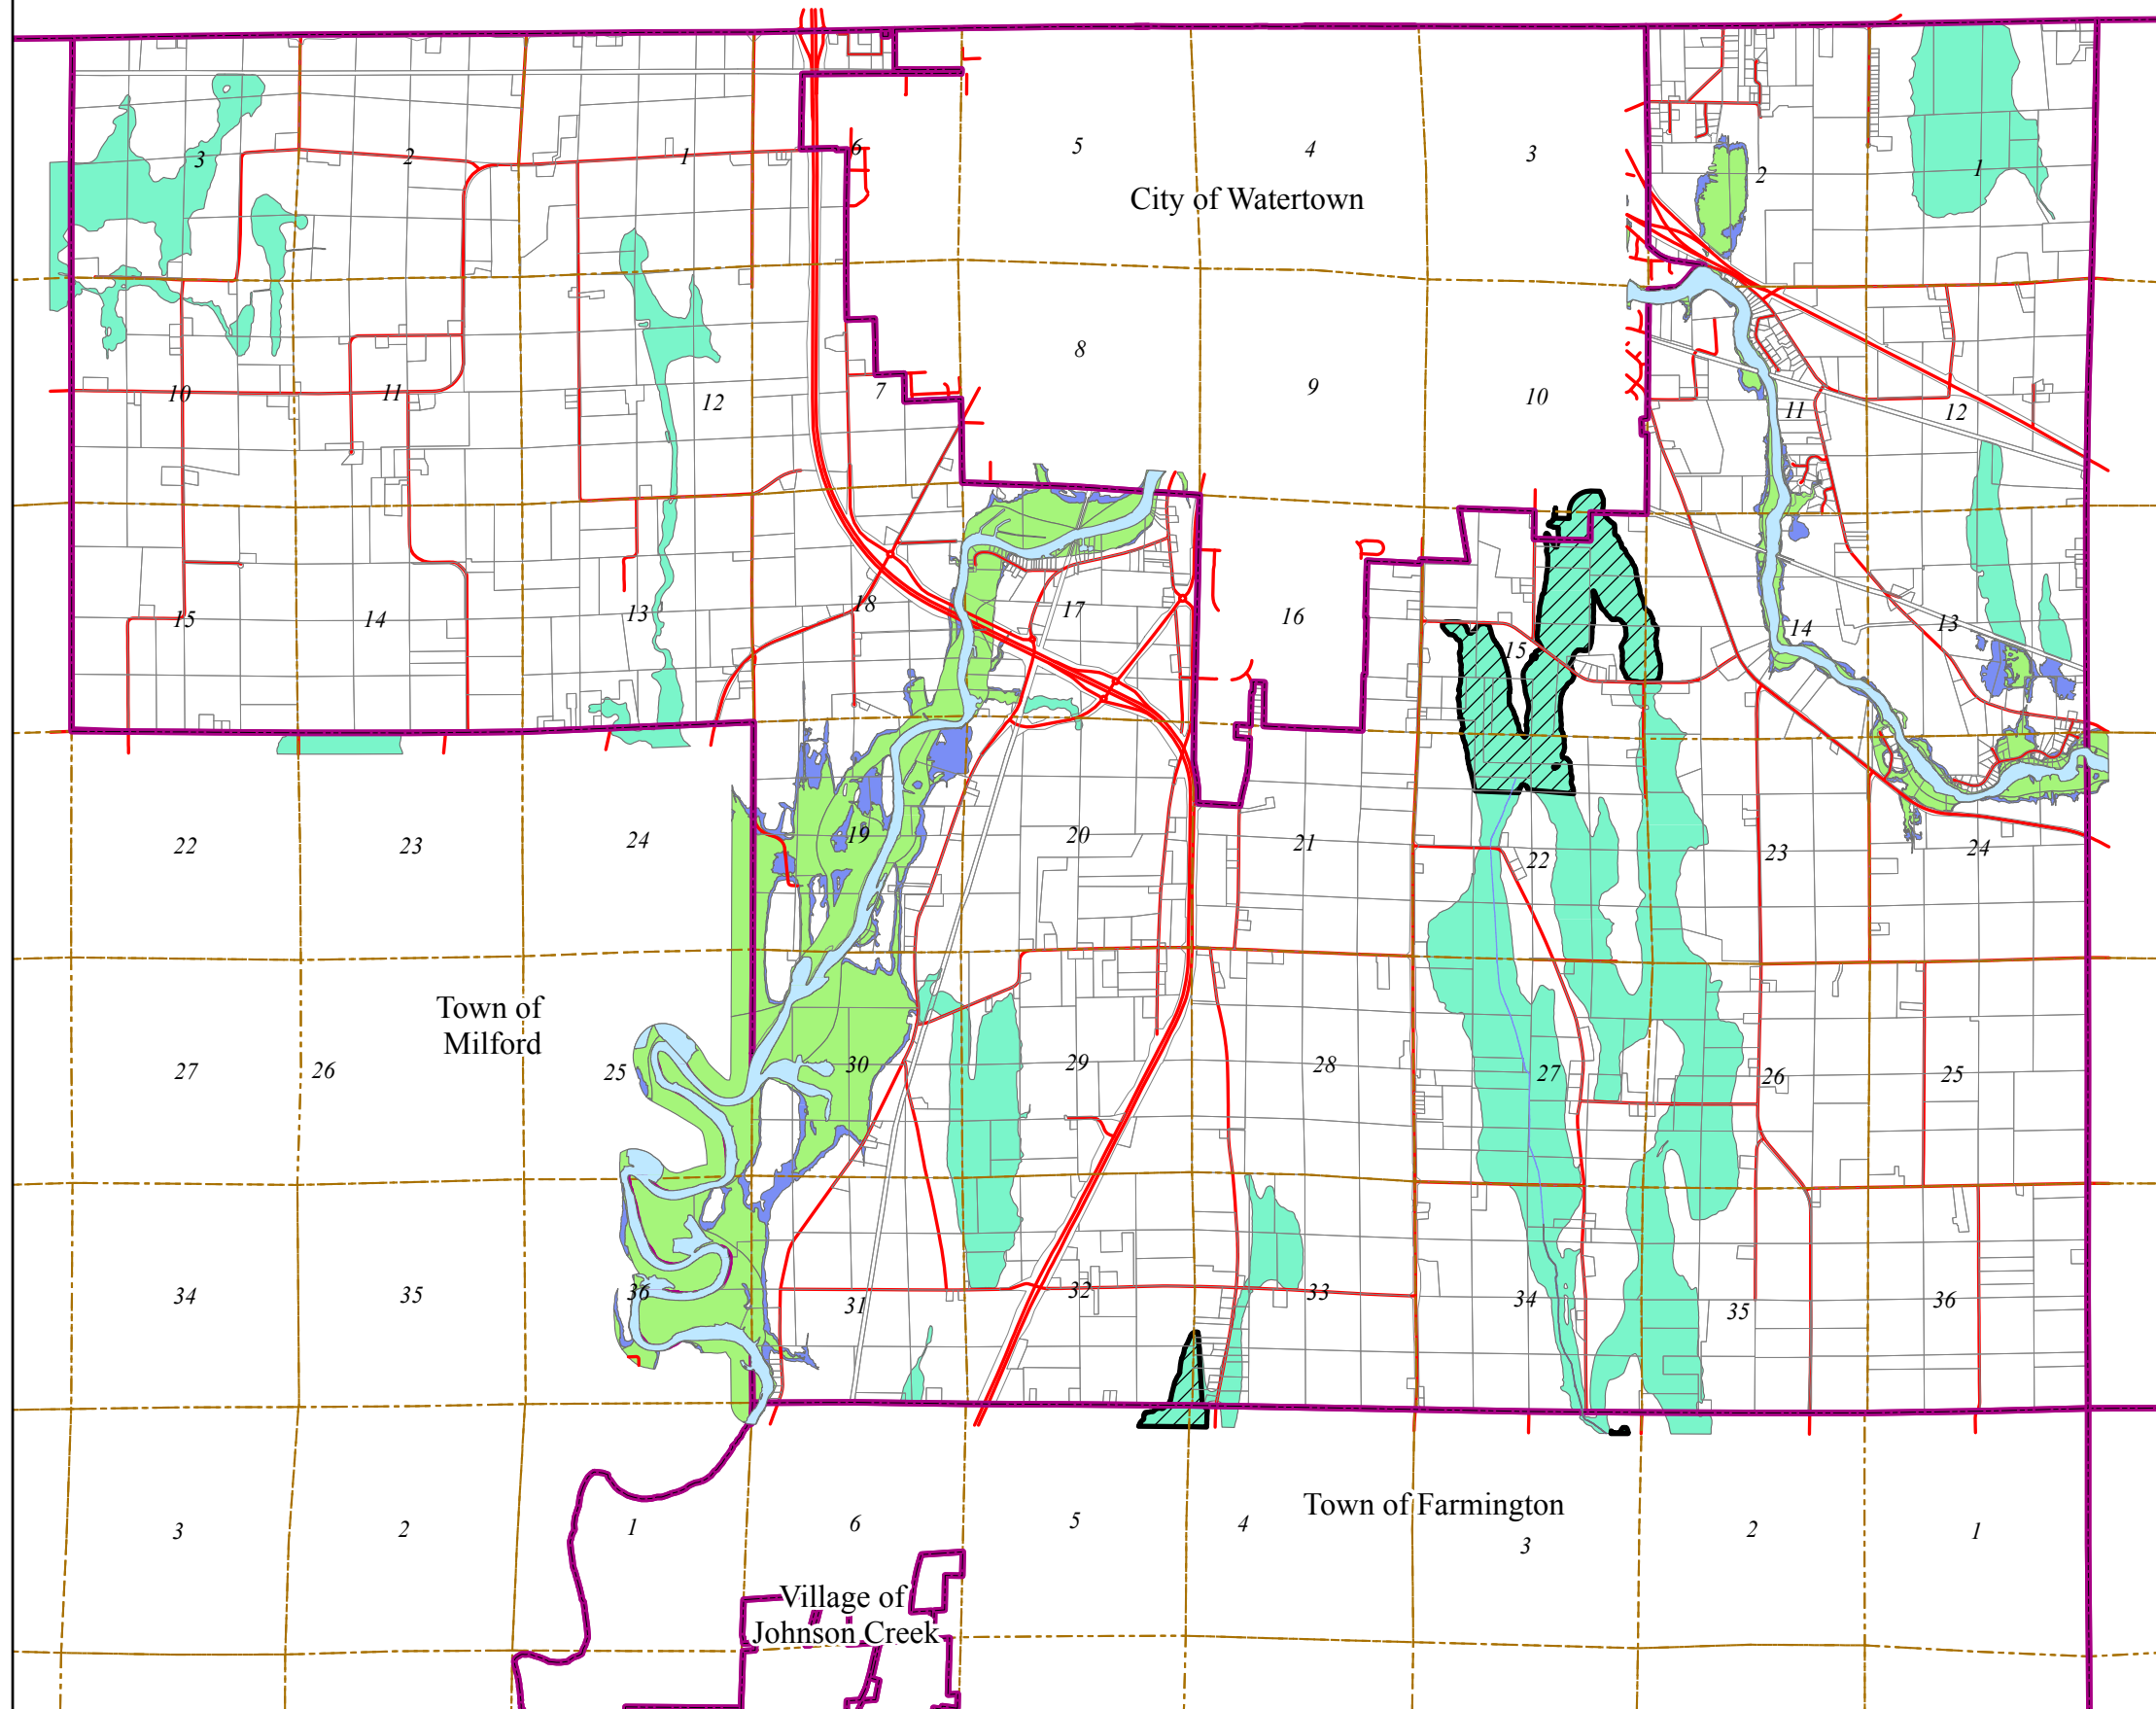 3 2 1 6 5 4 3 2 1
City of Watertown
10 11 12 7 8 9 10 11 12
15 14 13 18 17 16 15 14 13
22 23 24 19 20 21 22 23 24
Town of
Milford
27 26 25 30 29 28 27 26 25
34 35 36 31 32 33 34 35 36
Town of Farmington
3 2 1 6 5 4 3 2 1
Village of
Johnson Creek